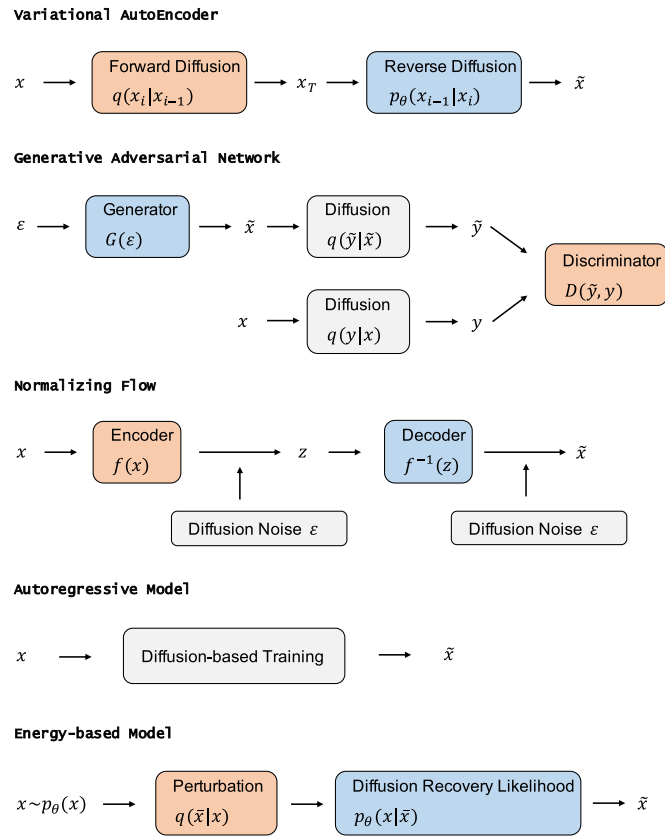 Variational AutoEncoder
Forward Diffusion
Reverse Diffusion
x
q(x_i|x_{i−1})
x_T
p_θ(x_{i−1}|x_i)
x̃
Generative Adversarial Network
ε
Generator
G(ε)
x̃
Diffusion
q(ỹ|x̃)
ỹ
Discriminator
D(ỹ, y)
x
Diffusion
q(y|x)
y
Normalizing Flow
x
Encoder
f(x)
z
Decoder
f⁻¹(z)
x̃
Diffusion Noise ε
Diffusion Noise ε
Autoregressive Model
x
Diffusion-based Training
x̃
Energy-based Model
x~p_θ(x)
Perturbation
q(x̄|x)
Diffusion Recovery Likelihood
p_θ(x|x̄)
x̃